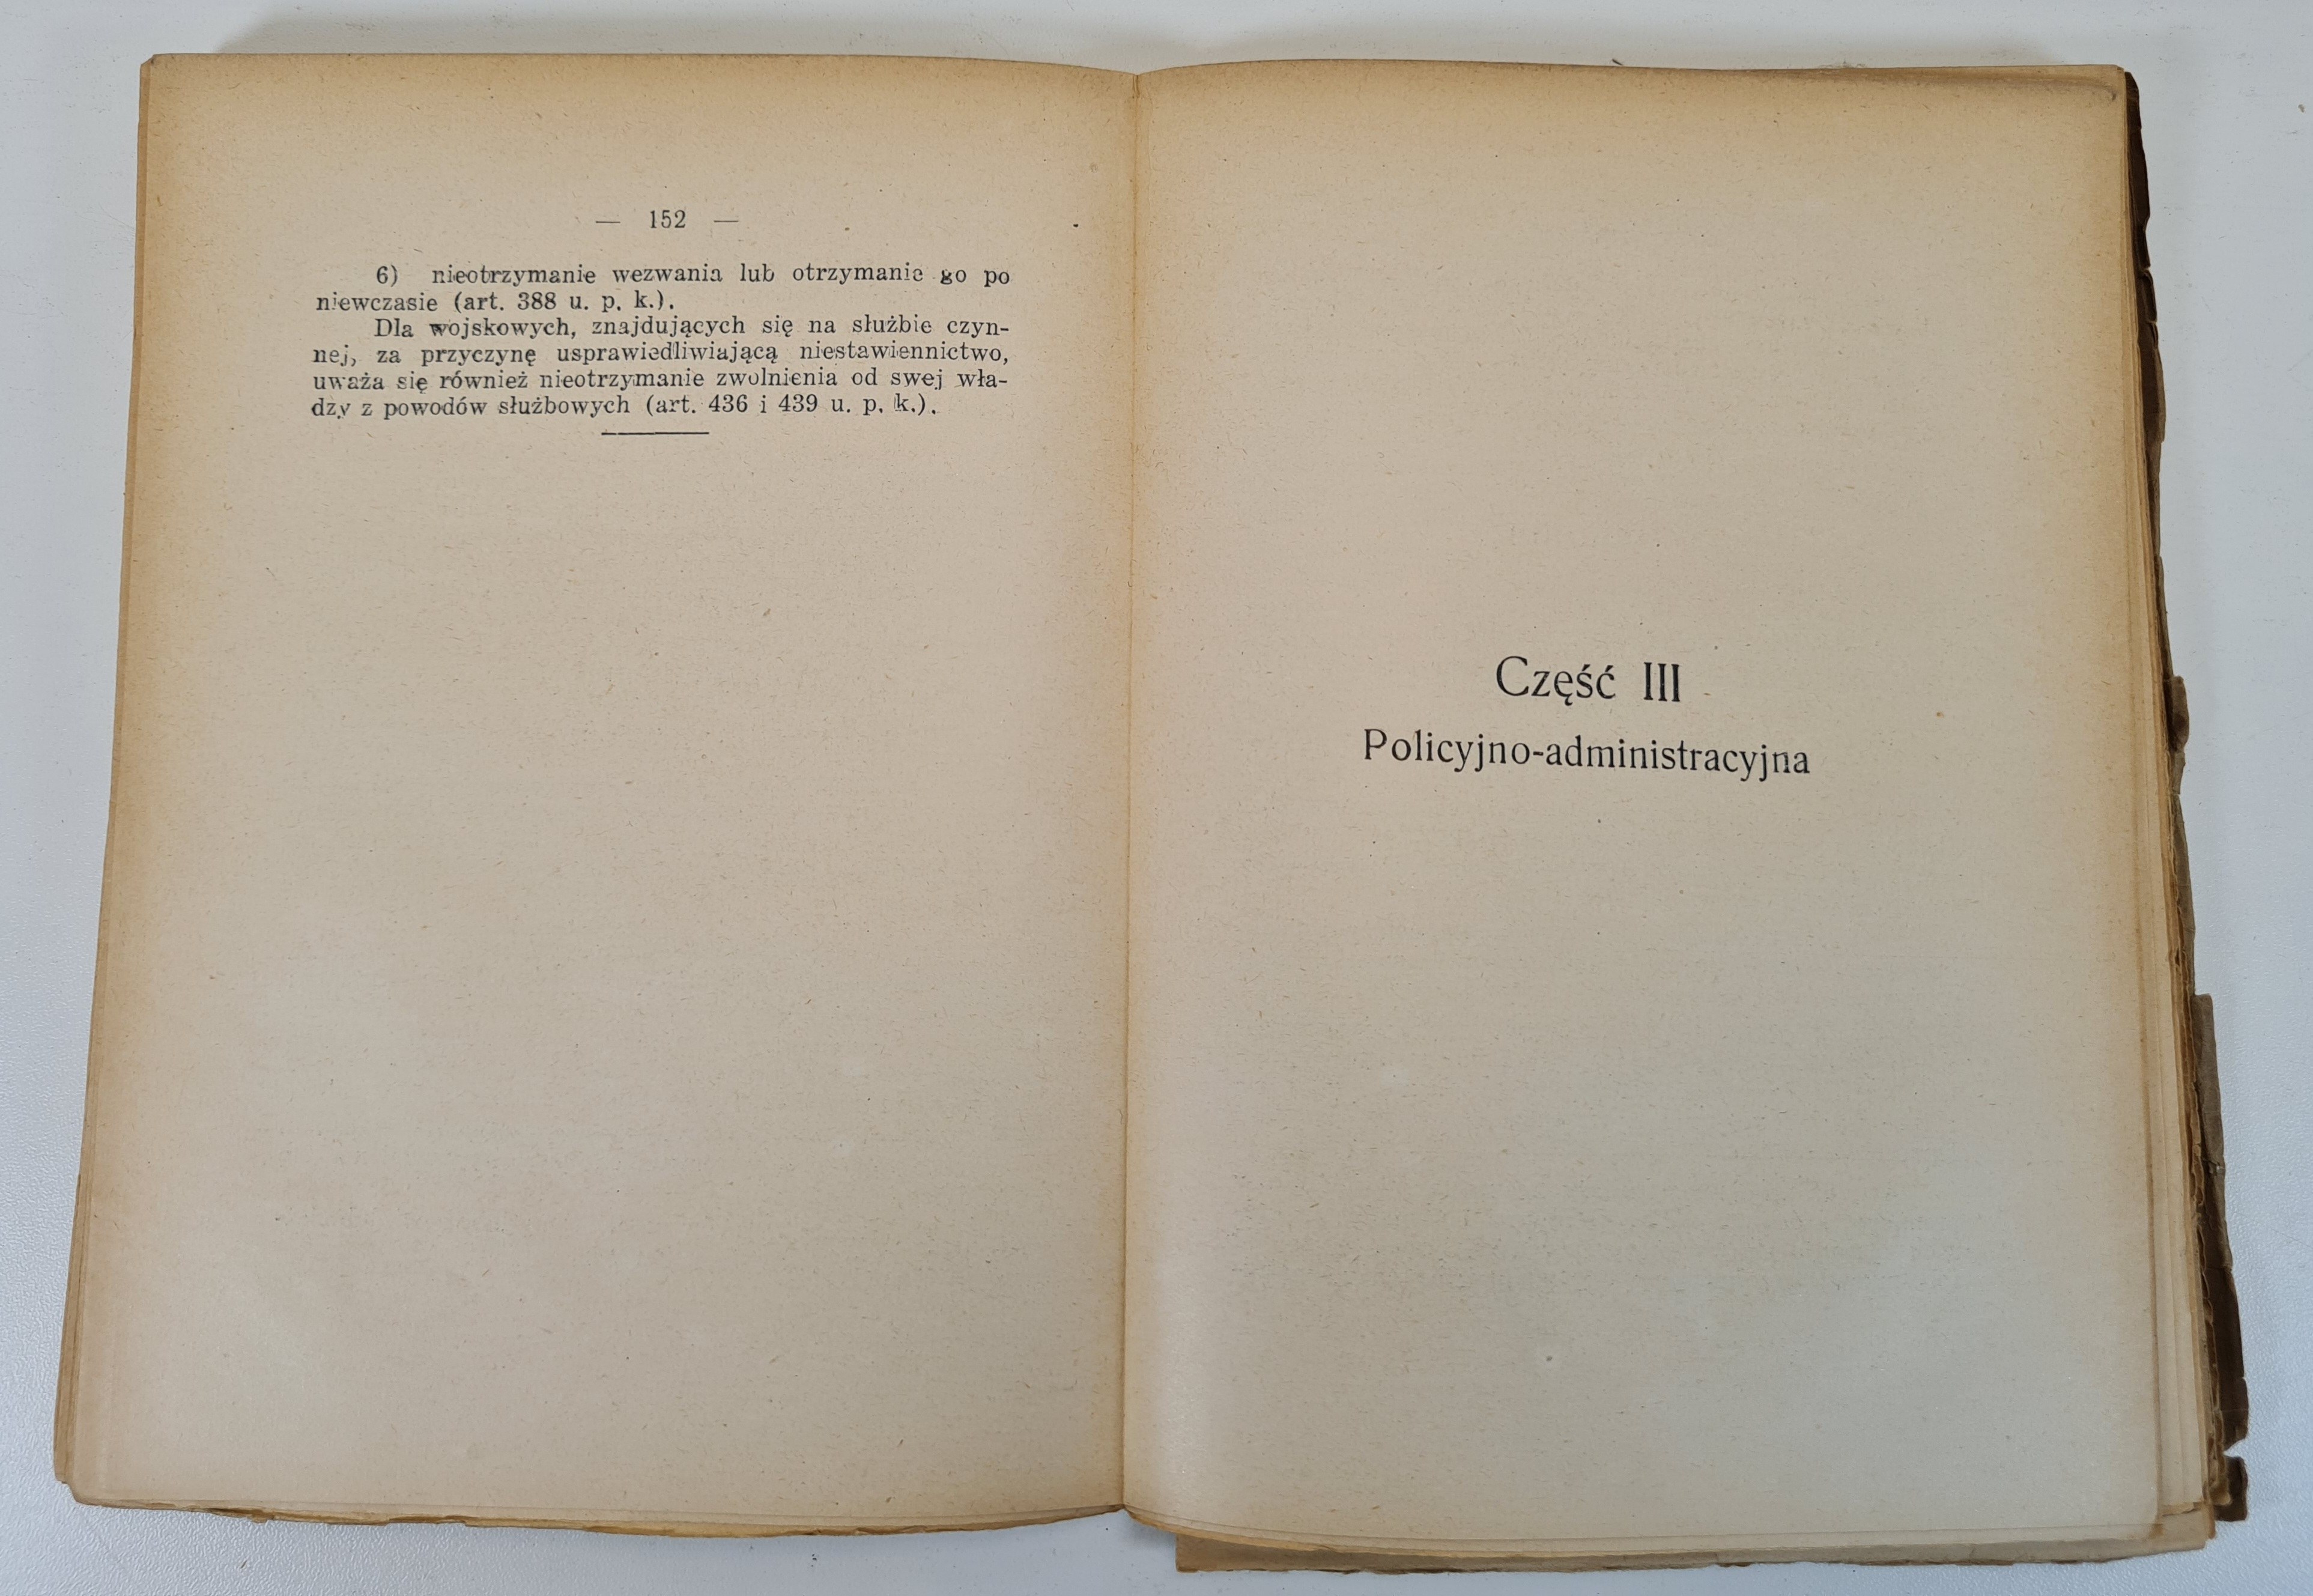 — 152 —
6) nieotrzymanie wezwania lub otrzymanie go po
niewczasie (art. 388 u. p. k.).
Dla wojskowych, znajdujących się na służbie czyn-
nej, za przyczynę usprawiedliwiającą niestawiennictwo,
uważa się również nieotrzymanie zwolnienia od swej wła-
dzy z powodów służbowych (art. 436 i 439 u. p. k.).
Część III
Policyjno-administracyjna